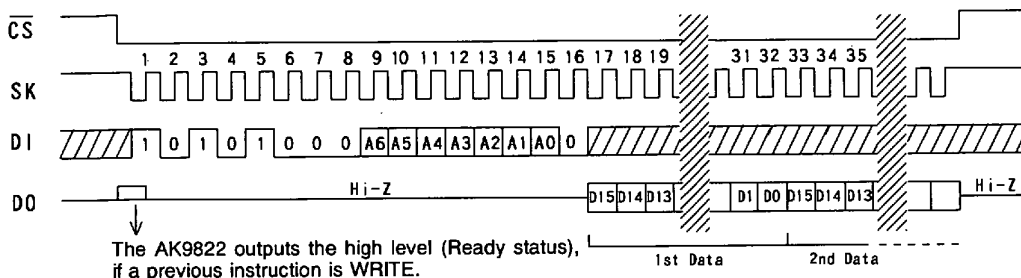 CS
1 2 3 4 5 6 7 8 9 10 11 12 13 14 15 16 17 18 19 31 32 33 34 35
SK
DI 1 0 1 0 1 0 0 0 A6 A5 A4 A3 A2 A1 A0 0
DO Hi-Z D15 D14 D13 D1 D0 D15 D14 D13 Hi-Z
The AK9822 outputs the high level (Ready status),
if a previous instruction is WRITE.
1st Data 2nd Data